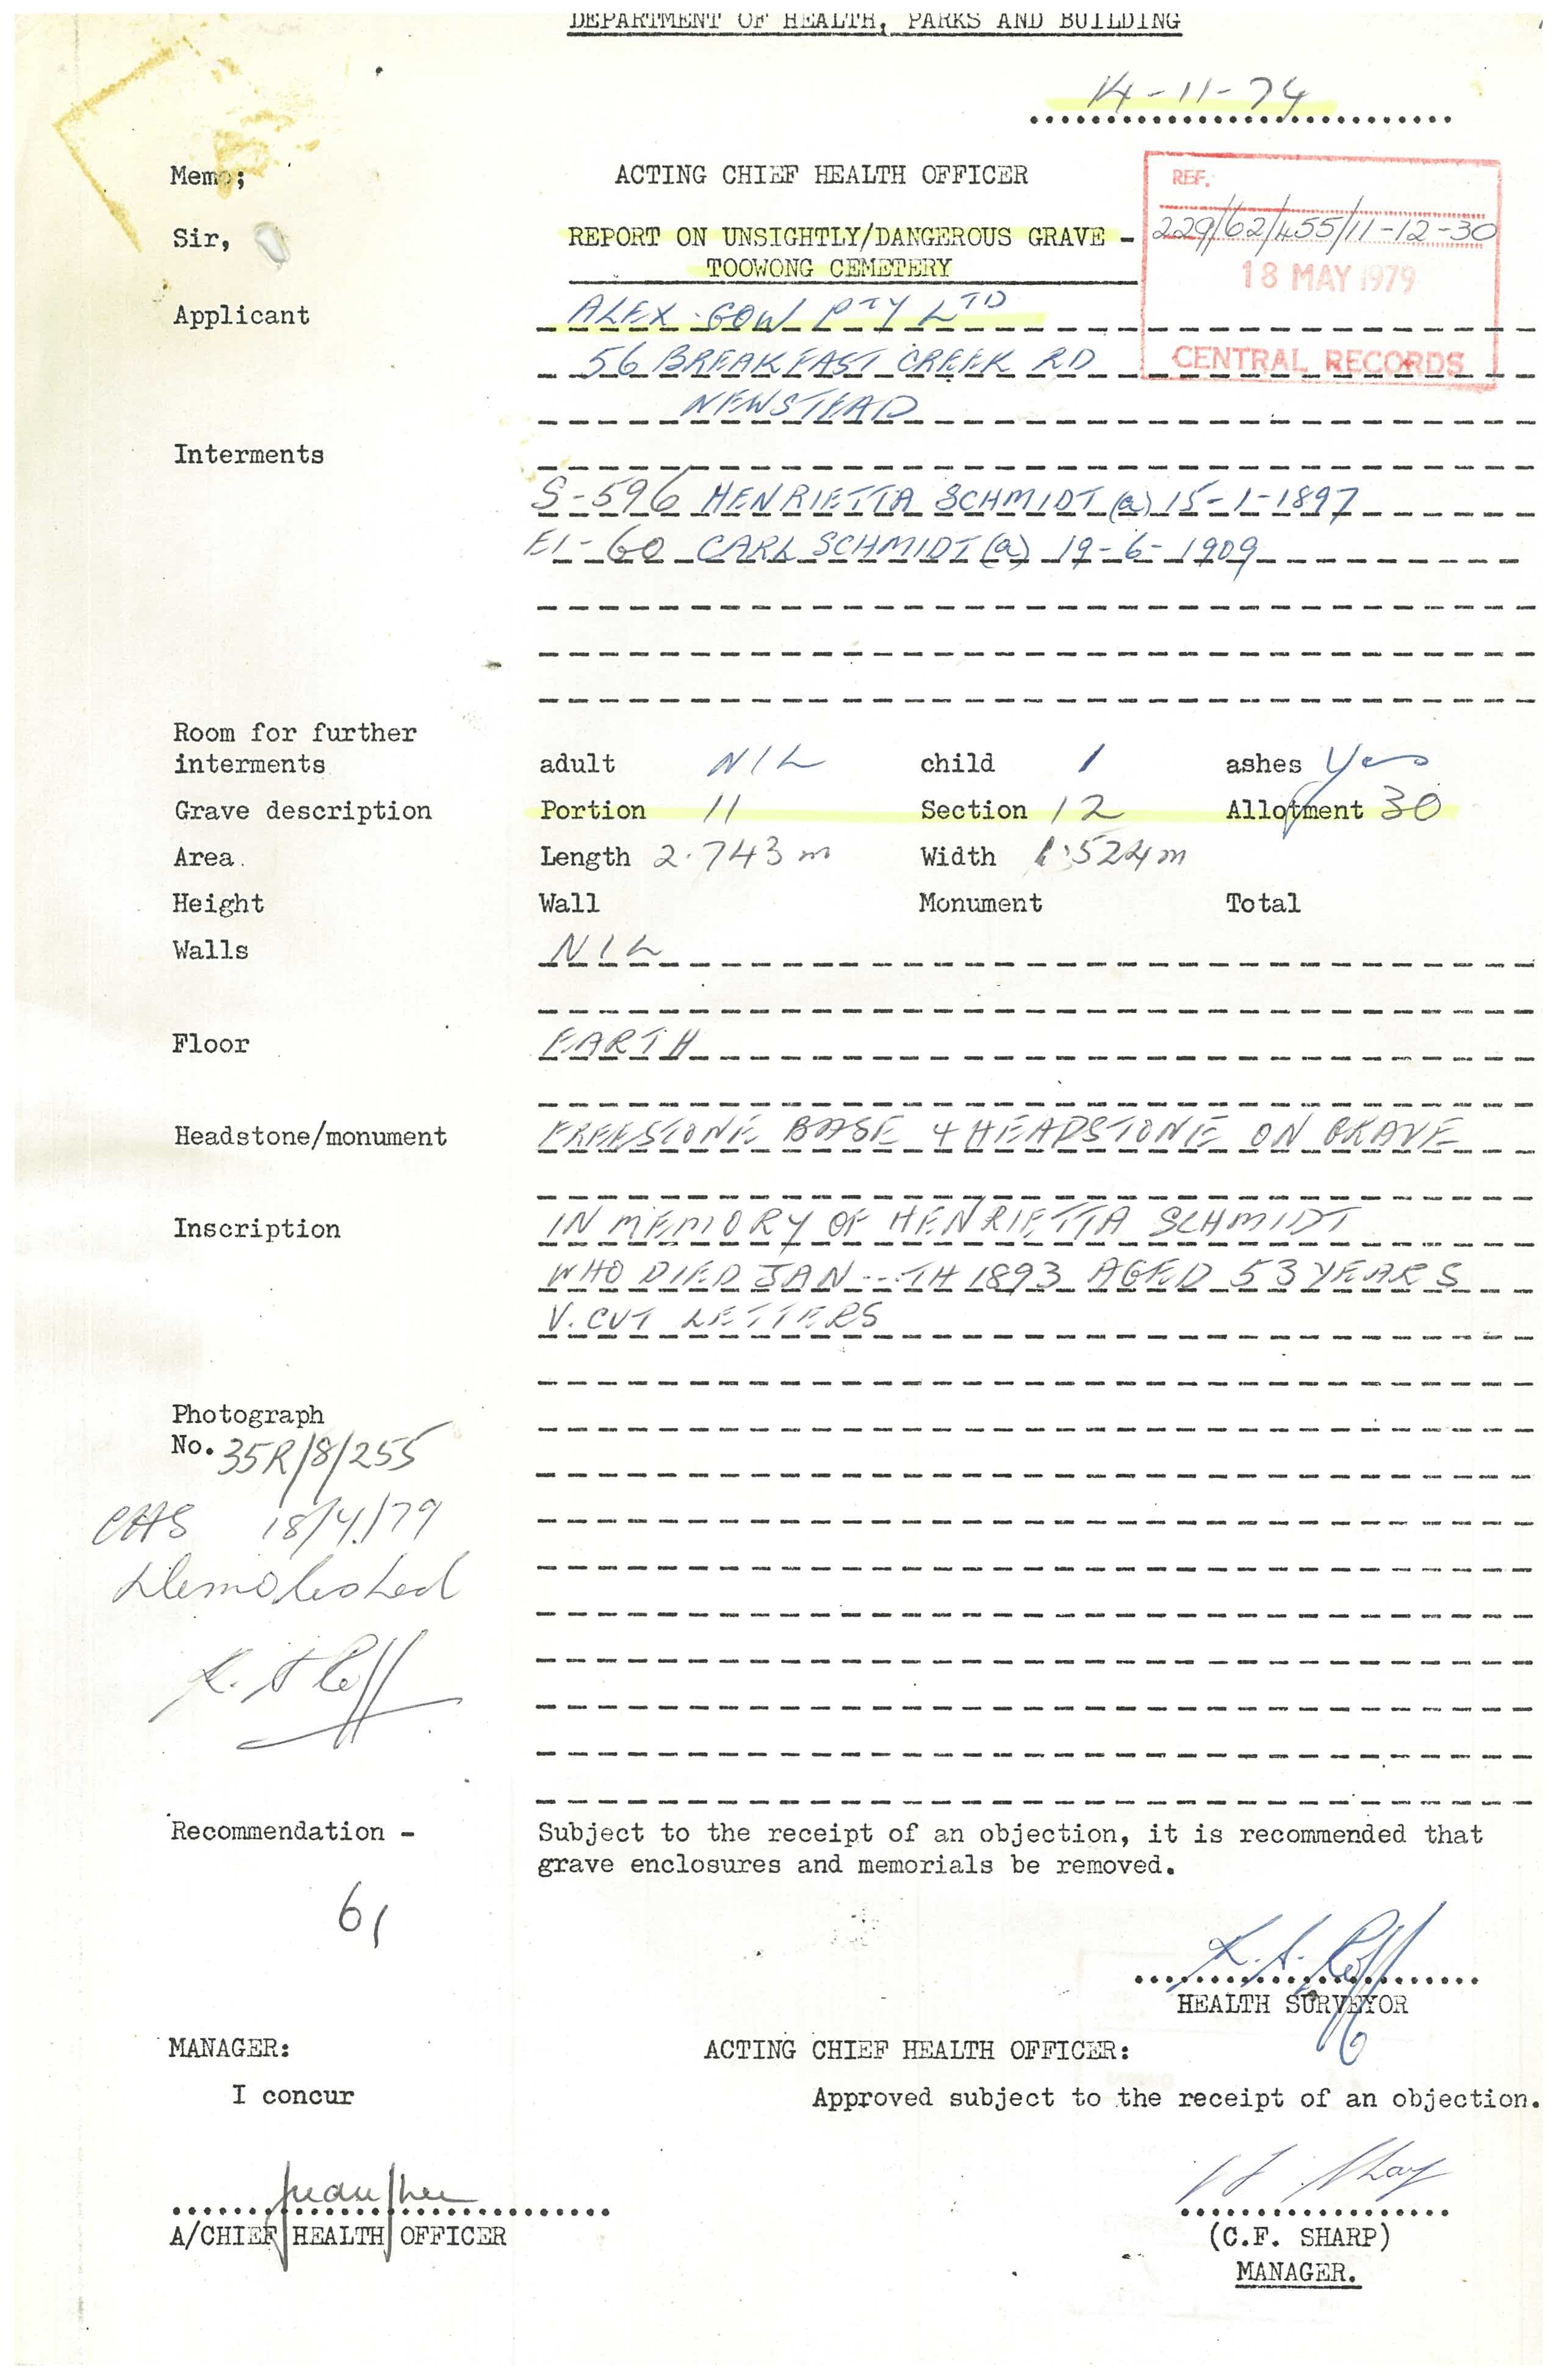 DEPARTMENT OF HEALTH, PARKS AND BUILDING
14-11-74
Memo;
ACTING CHIEF HEALTH OFFICER
REF.
Sir,
REPORT ON UNSIGHTLY/DANGEROUS GRAVE -
229/62/455/11-12-30
TOOWONG CEMETERY
18 MAY 1979
Applicant
ALEX GOW PTY LTD
56 BREAKFAST CREEK RD
CENTRAL RECORDS
NEWSTEAD
Interments
S-596 HENRIETTA SCHMIDT (a) 15-1-1897
E1-60 CARL SCHMIDT (a) 19-6-1909
Room for further
interments adult NIL child 1 ashes Yes
Grave description Portion 11 Section 12 Allotment 30
Area. Length 2.743 m Width 1.524 m
Height Wall Monument Total
Walls NIL
Floor EARTH
Headstone/monument FREESTONE BASE & HEADSTONE ON GRAVE
Inscription IN MEMORY OF HENRIETTA SCHMIDT
WHO DIED JAN --TH 1893 AGED 53 YEARS
V. CUT LETTERS
Photograph
No. 35R/8/255
CHS 18/4/79
Demolished
K. A Roff
Recommendation - Subject to the receipt of an objection, it is recommended that
grave enclosures and memorials be removed.
61
K. A. Roff
HEALTH SURVEYOR
MANAGER: ACTING CHIEF HEALTH OFFICER:
I concur Approved subject to the receipt of an objection.
A/CHIEF HEALTH OFFICER (C.F. SHARP)
MANAGER.